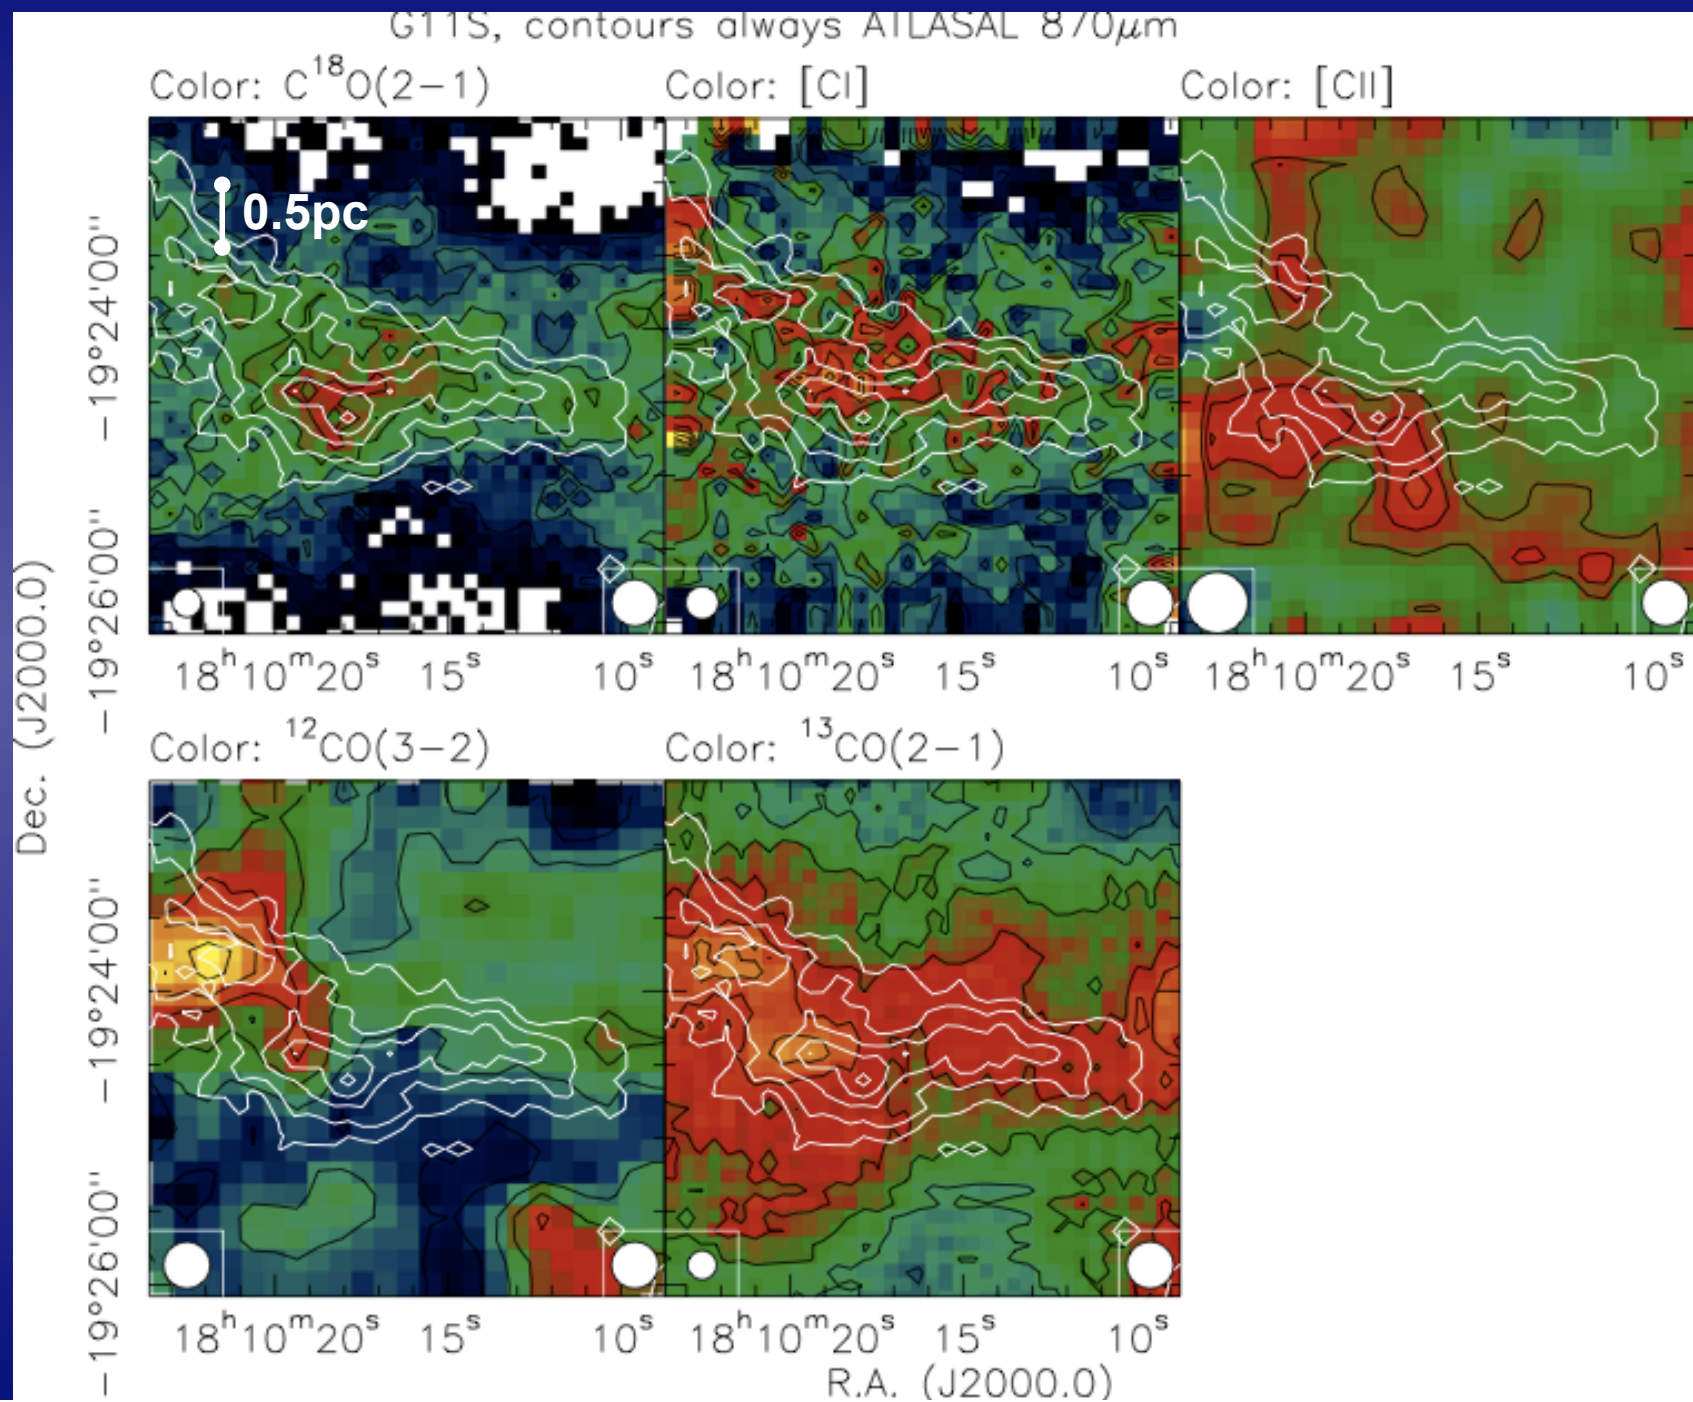 G11S, contours always ATLASAL 870μm
Color: C¹⁸O(2−1)
Color: [CI]
Color: [CII]
0.5pc
−19°24'00''
−19°26'00''
Dec. (J2000.0)
18ʰ10ᵐ20ˢ 15ˢ 10ˢ
18ʰ10ᵐ20ˢ 15ˢ 10ˢ
18ʰ10ᵐ20ˢ 15ˢ 10ˢ
Color: ¹²CO(3−2)
Color: ¹³CO(2−1)
−19°24'00''
−19°26'00''
18ʰ10ᵐ20ˢ 15ˢ 10ˢ
18ʰ10ᵐ20ˢ 15ˢ 10ˢ
R.A. (J2000.0)